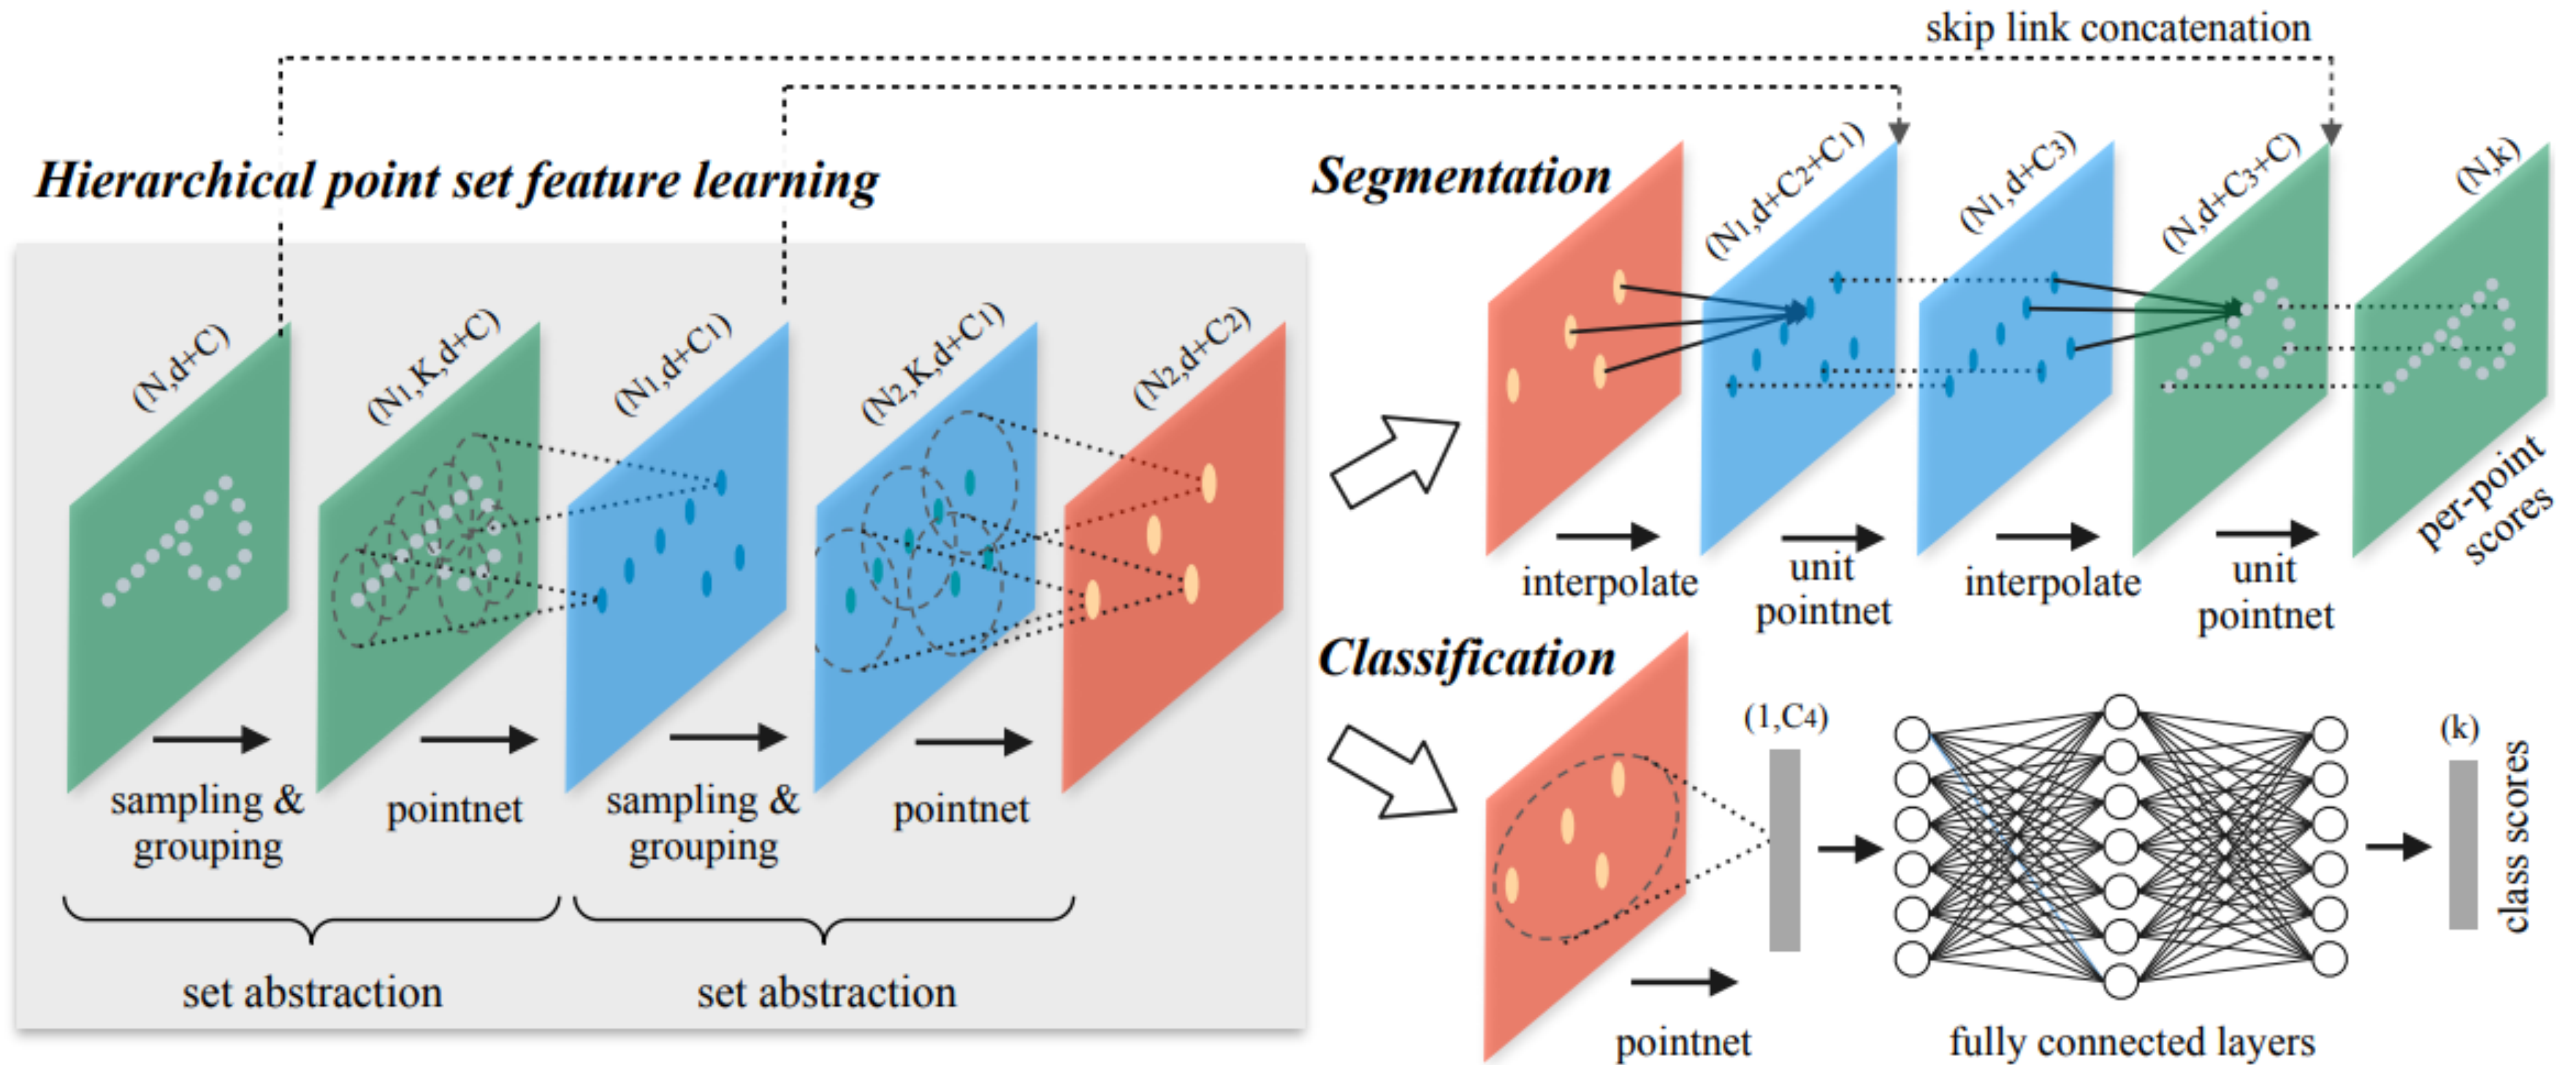 skip link concatenation
Hierarchical point set feature learning
(N,d+C)
(N1,K,d+C)
(N1,d+C1)
(N2,K,d+C1)
(N2,d+C2)
sampling &
grouping
pointnet
sampling &
grouping
pointnet
set abstraction
set abstraction
Segmentation
(N1,d+C2+C1)
(N1,d+C3)
(N,d+C3+C)
(N,k)
interpolate
unit
pointnet
interpolate
unit
pointnet
per-point
scores
Classification
(1,C4)
(k)
class scores
pointnet
fully connected layers